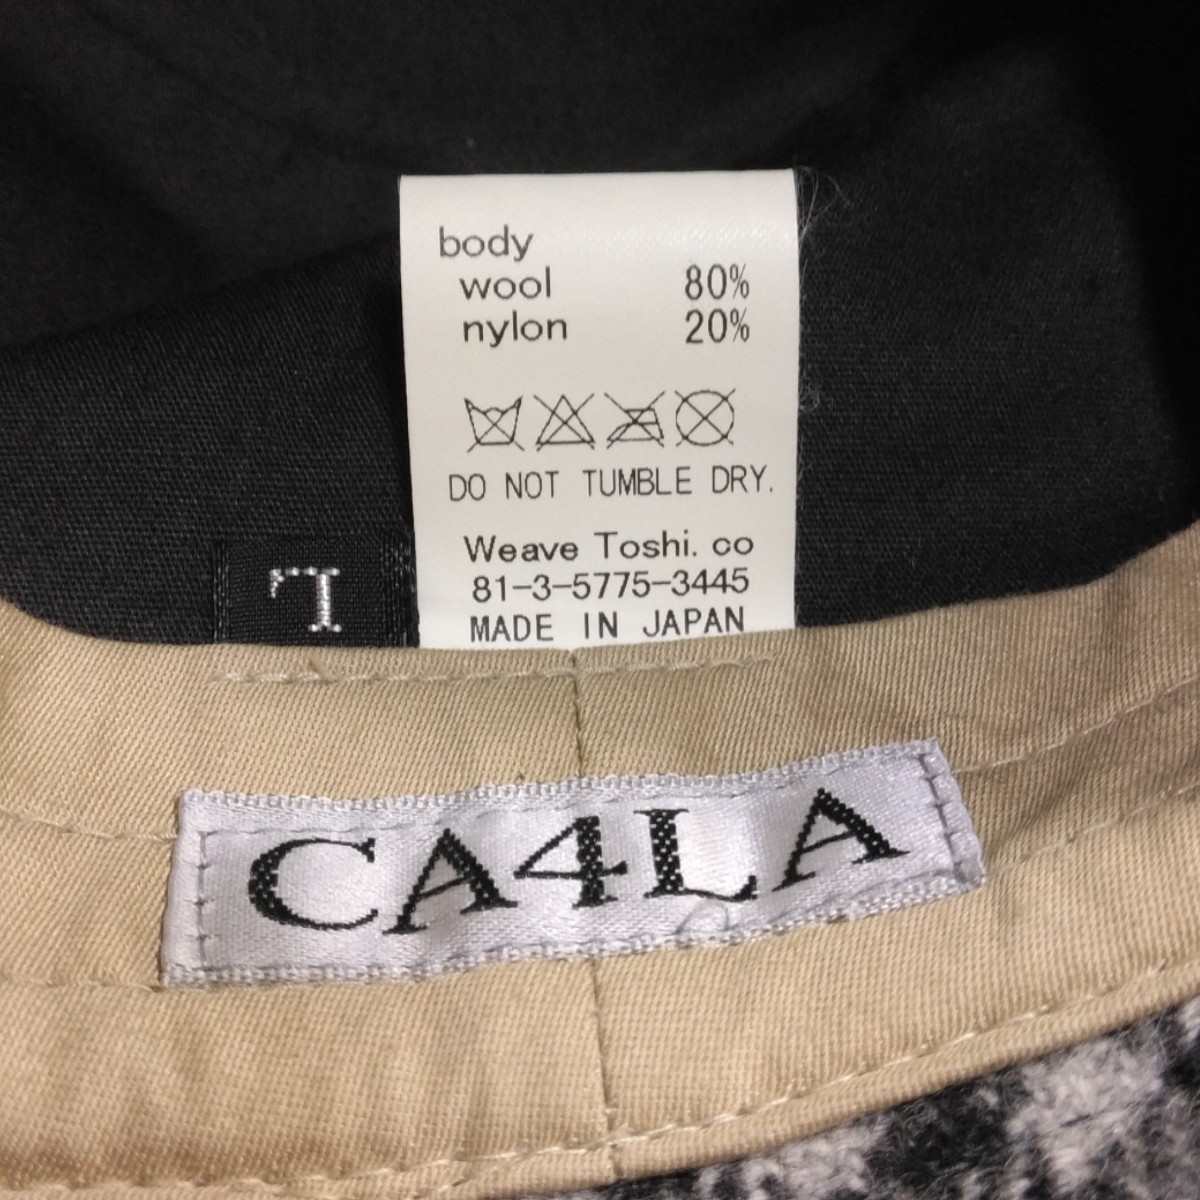 body
wool 80%
nylon 20%
DO NOT TUMBLE DRY.
Weave Toshi. co
81-3-5775-3445
MADE IN JAPAN
L
CA4LA